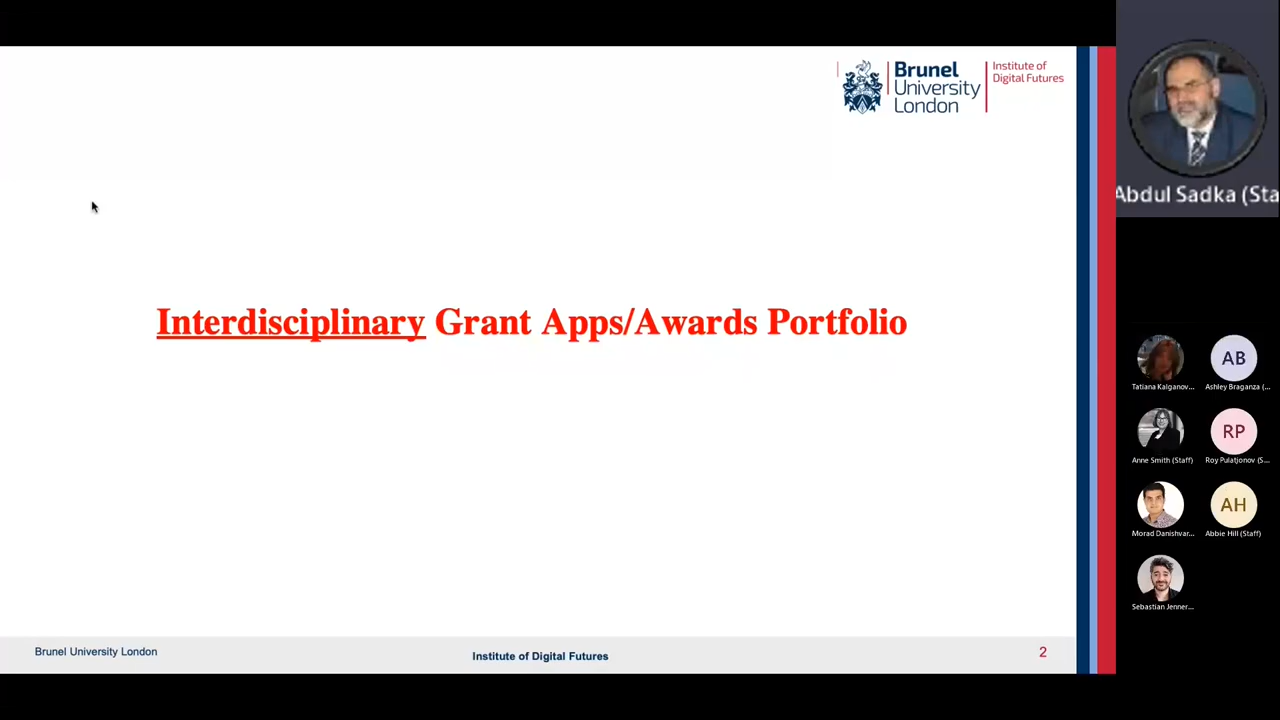 Brunel
University
London
Institute of
Digital Futures
Interdisciplinary Grant Apps/Awards Portfolio
Brunel University London
Institute of Digital Futures
2
Abdul Sadka (Sta
Tatiana Kalganov...
AB
Ashley Braganza (...
Anne Smith (Staff)
RP
Roy Pulatjonov (S...
Morad Danishvar...
AH
Abbie Hill (Staff)
Sebastian Jenner...